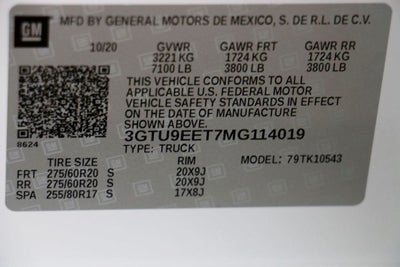 GM
MFD BY GENERAL MOTORS DE MEXICO, S. DE R.L. DE C.V.
10/20 GVWR GAWR FRT GAWR RR
3221 KG 1724 KG 1724 KG
7100 LB 3800 LB 3800 LB
THIS VEHICLE CONFORMS TO ALL
APPLICABLE U.S. FEDERAL MOTOR
VEHICLE SAFETY STANDARDS IN EFFECT
ON THE DATE OF MANUFACTURE
SHOWN ABOVE.
3GTU9EET7MG114019
8624
TYPE: TRUCK
TIRE SIZE RIM MODEL: 79TK10543
FRT 275/60R20 S 20X9J
RR 275/60R20 S 20X9J
SPA 255/80R17 S 17X8J